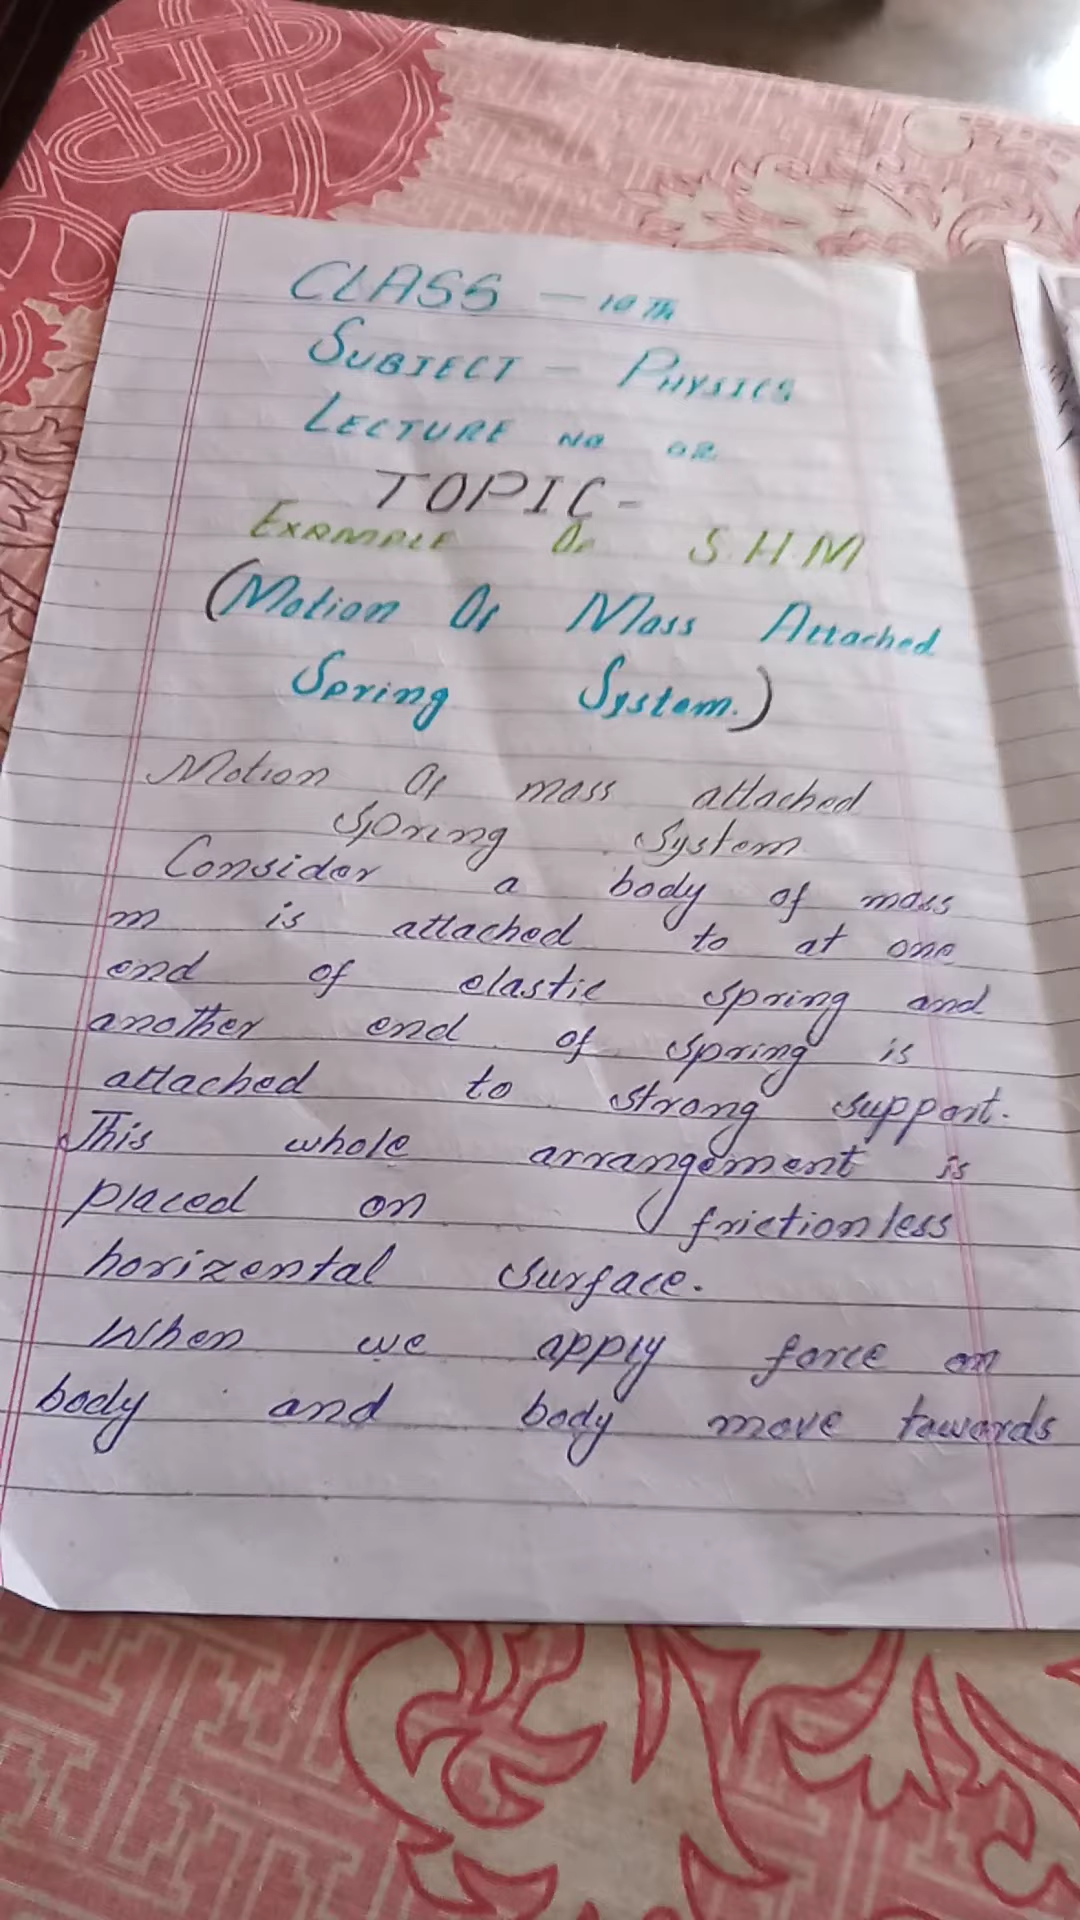 CLASS - 10Th
SUBJECT - PHYSICS
LECTURE NO 02
TOPIC-
EXAMPLE OF S.H.M
(Motion Of Mass Attached
Spring System.)
Motion Of mass attached
Spring System
Consider a body of mass
m is attached to at one
end of elastic spring and
another end of spring is
attached to strong support.
This whole arrangement is
placed on frictionless
horizental surface.
When we apply force on
body and body move towards